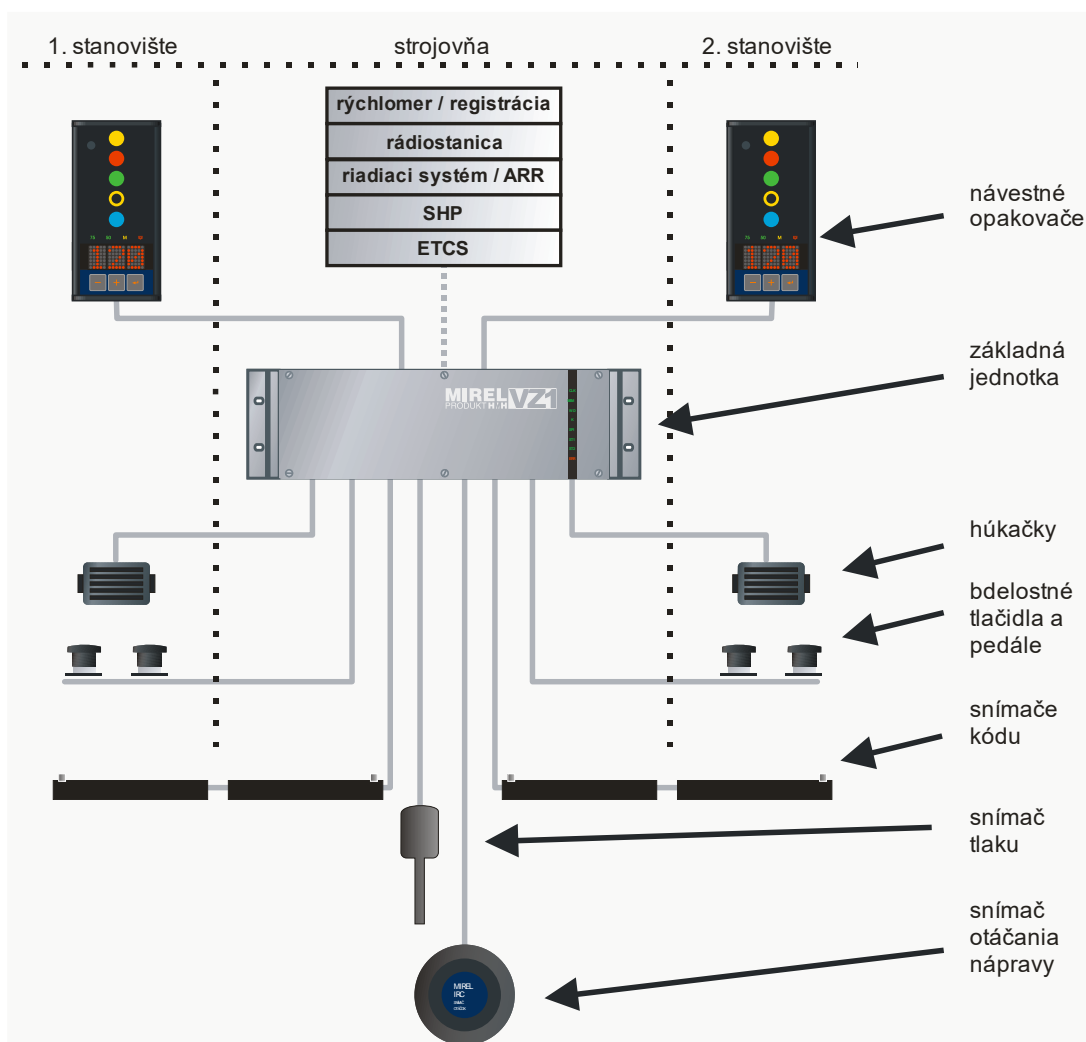 1. stanovište
strojovňa
2. stanovište
rýchlomer / registrácia
rádiostanica
riadiaci systém / ARR
SHP
ETCS
návestné
opakovače
základná
jednotka
MIREL VZ1
PRODUKT HMH
húkačky
bdelostné
tlačidla a
pedále
snímače
kódu
snímač
tlaku
snímač
otáčania
nápravy
MIREL
IRC